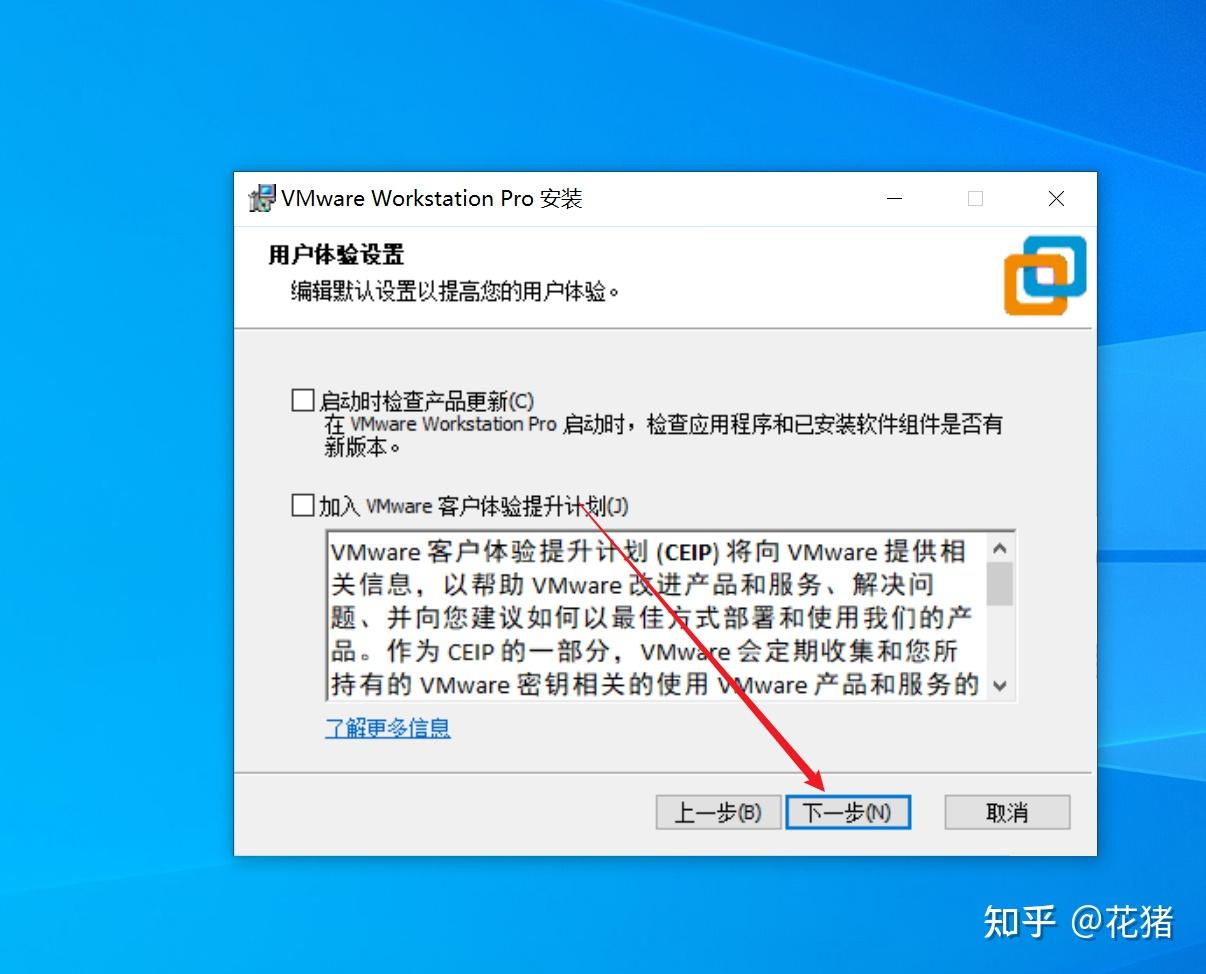 VMware Workstation Pro 安装
用户体验设置
编辑默认设置以提高您的用户体验。
启动时检查产品更新(C)
在 VMware Workstation Pro 启动时，检查应用程序和已安装软件组件是否有
新版本。
加入 VMware 客户体验提升计划(J)
VMware 客户体验提升计划 (CEIP) 将向 VMware 提供相
关信息，以帮助 VMware 改进产品和服务、解决问
题、并向您建议如何以最佳方式部署和使用我们的产
品。作为 CEIP 的一部分，VMware 会定期收集和您所
持有的 VMware 密钥相关的使用 VMware 产品和服务的
了解更多信息
上一步(B) 下一步(N) 取消
知乎 @花猪